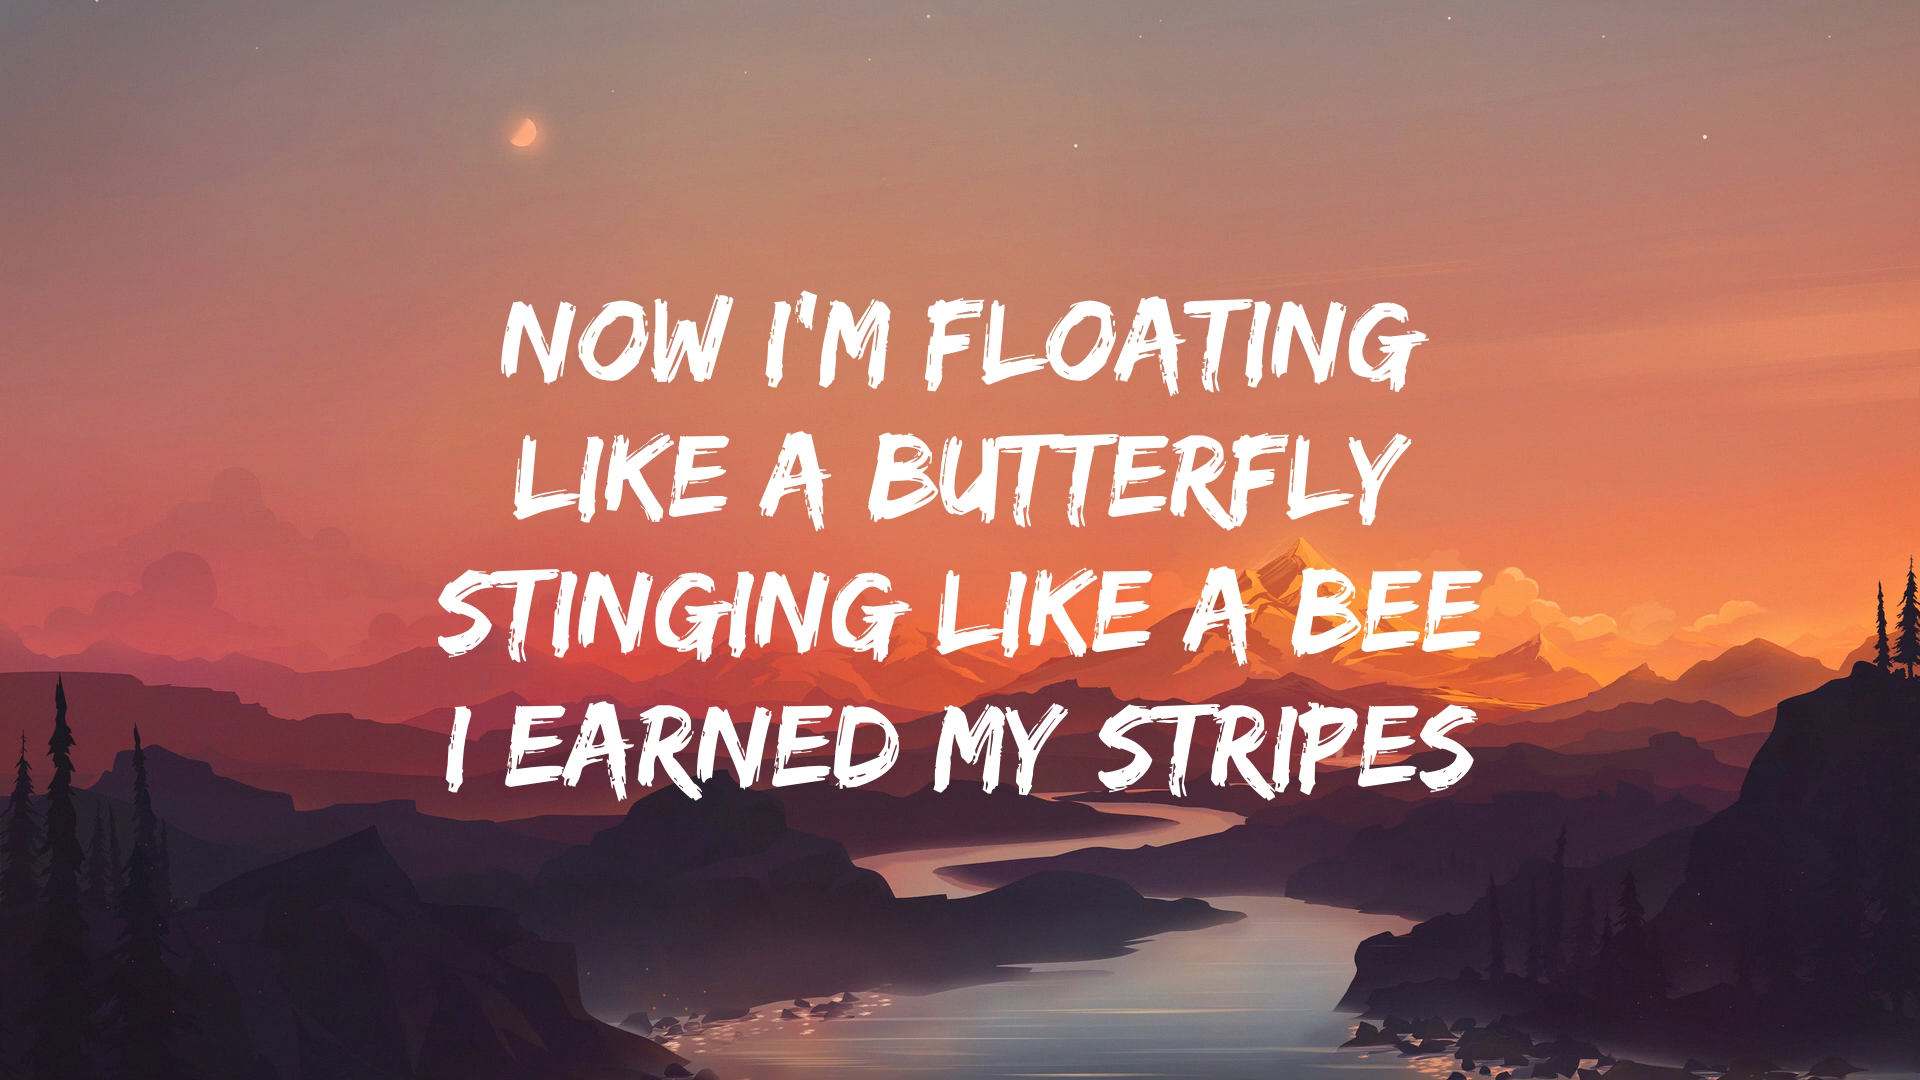 NOW I'M FLOATING
LIKE A BUTTERFLY
STINGING LIKE A BEE
I EARNED MY STRIPES